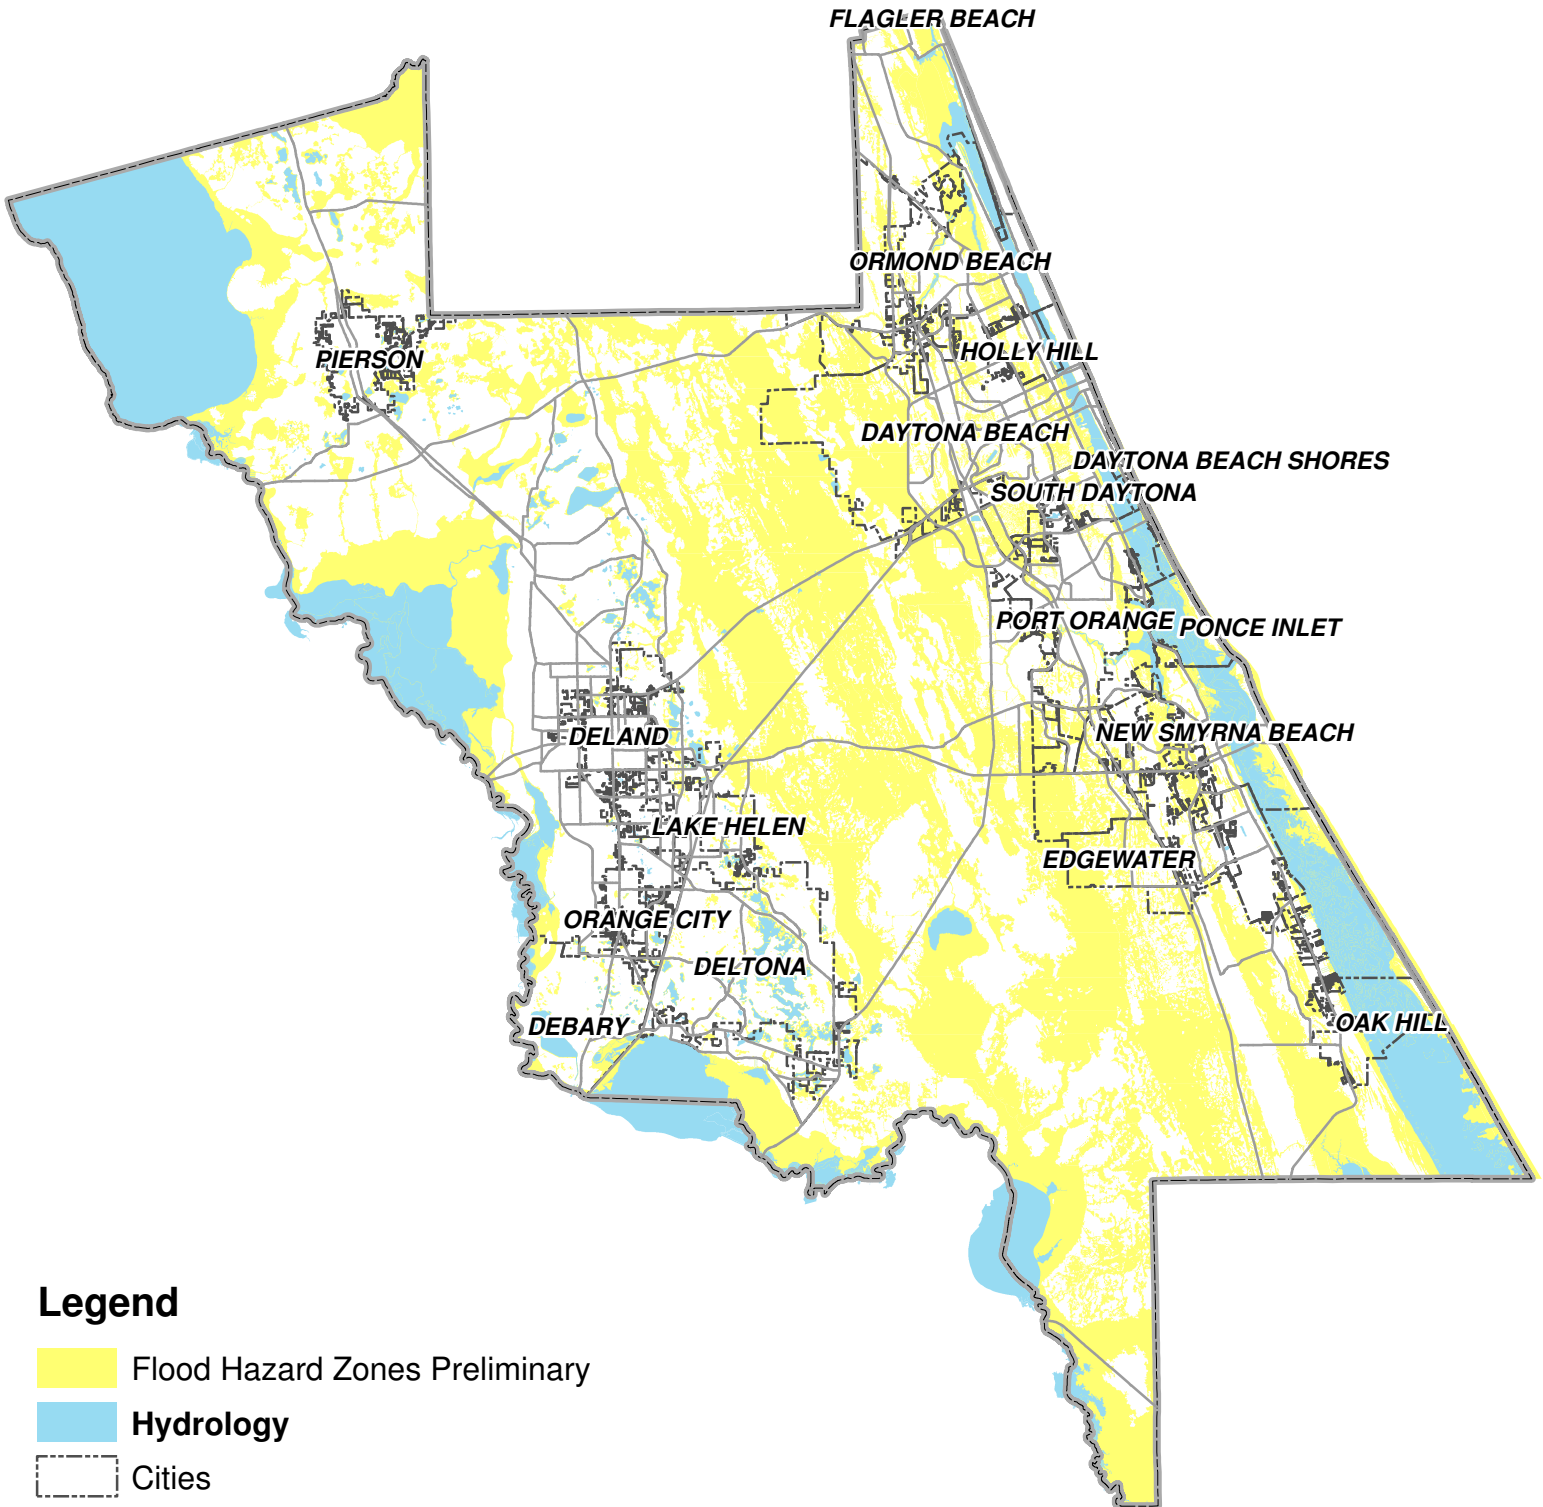 FLAGLER BEACH
ORMOND BEACH
HOLLY HILL
PIERSON
DAYTONA BEACH
DAYTONA BEACH SHORES
SOUTH DAYTONA
PORT ORANGE
PONCE INLET
DELAND
NEW SMYRNA BEACH
LAKE HELEN
EDGEWATER
ORANGE CITY
DELTONA
DEBARY
OAK HILL
Legend
Flood Hazard Zones Preliminary
Hydrology
Cities